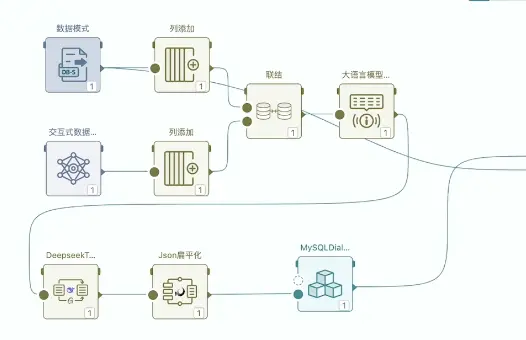 数据模式
列添加
联结
大语言模型...
DB-S
1
1
1
1
交互式数据...
列添加
1
1
DeepseekT...
Json扁平化
MySQLDial...
1
1
1